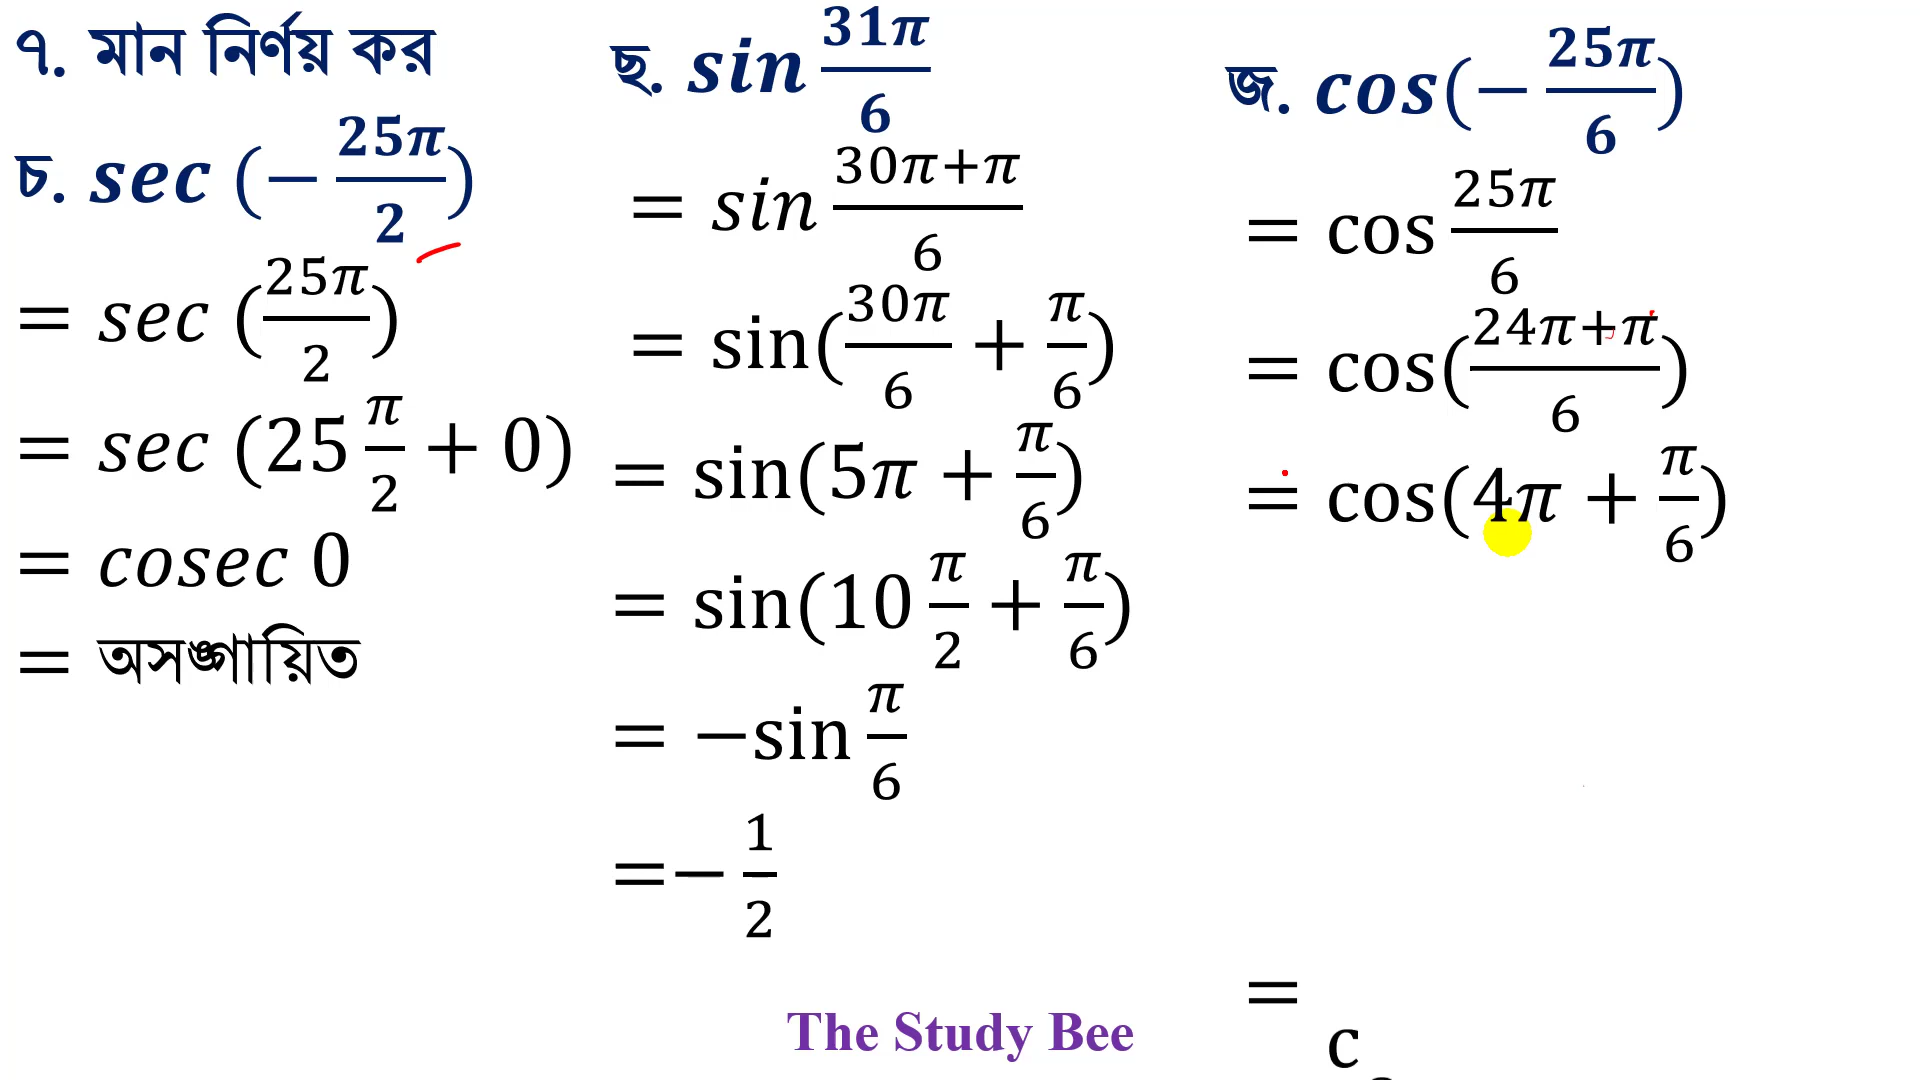 ৭. মান নির্ণয় কর
চ. sec (−25π/2)
= sec (25π/2)
= sec (25 π/2 + 0)
= cosec 0
= অসঙ্গায়িত
ছ. sin 31π/6
= sin 30π+π/6
= sin(30π/6 + π/6)
= sin(5π + π/6)
= sin(10 π/2 + π/6)
= −sin π/6
=− 1/2
জ. cos(− 25π/6)
= cos 25π/6
= cos(24π+π/6)
= cos(4π + π/6)
=
c
The Study Bee